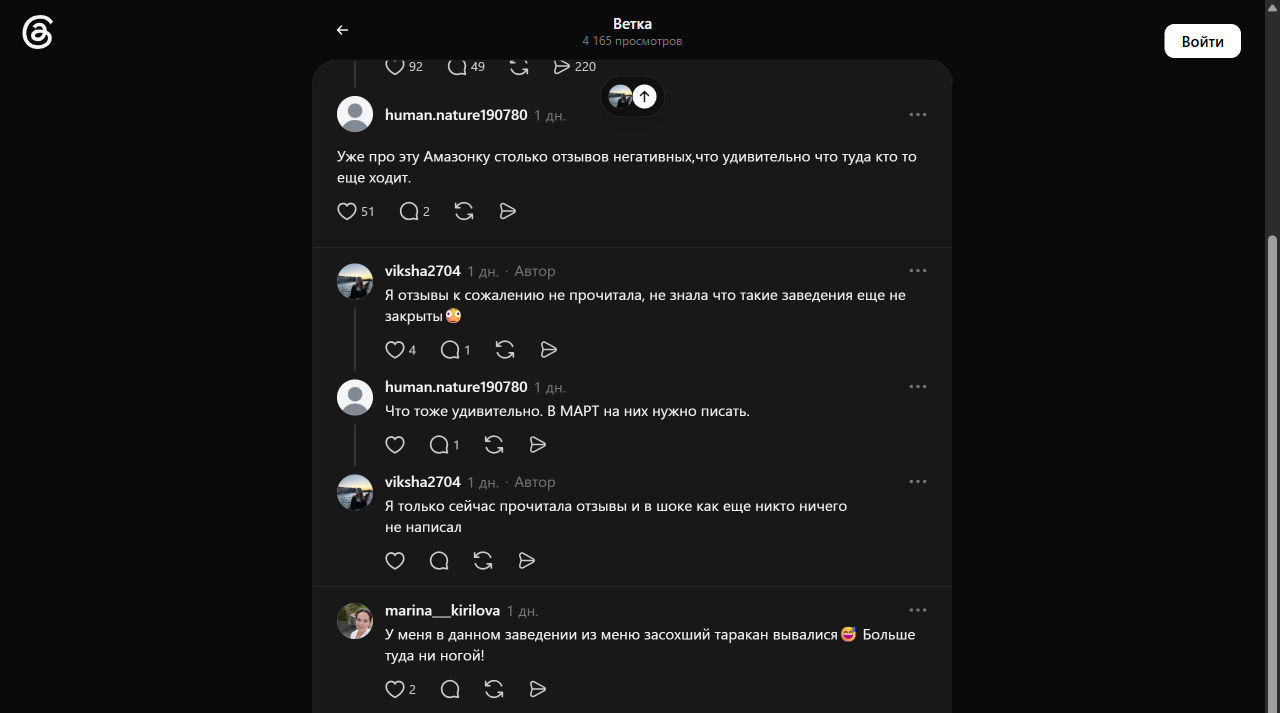 Ветка
4 165 просмотров
Войти
92 49 220
human.nature190780 1 дн.
Уже про эту Амазонку столько отзывов негативных,что удивительно что туда кто то
еще ходит.
51 2
viksha2704 1 дн. · Автор
Я отзывы к сожалению не прочитала, не знала что такие заведения еще не
закрыты😳
4 1
human.nature190780 1 дн.
Что тоже удивительно. В МАРТ на них нужно писать.
1
viksha2704 1 дн. · Автор
Я только сейчас прочитала отзывы и в шоке как еще никто ничего
не написал
marina___kirilova 1 дн.
У меня в данном заведении из меню засохший таракан вывалися😅 Больше
туда ни ногой!
2